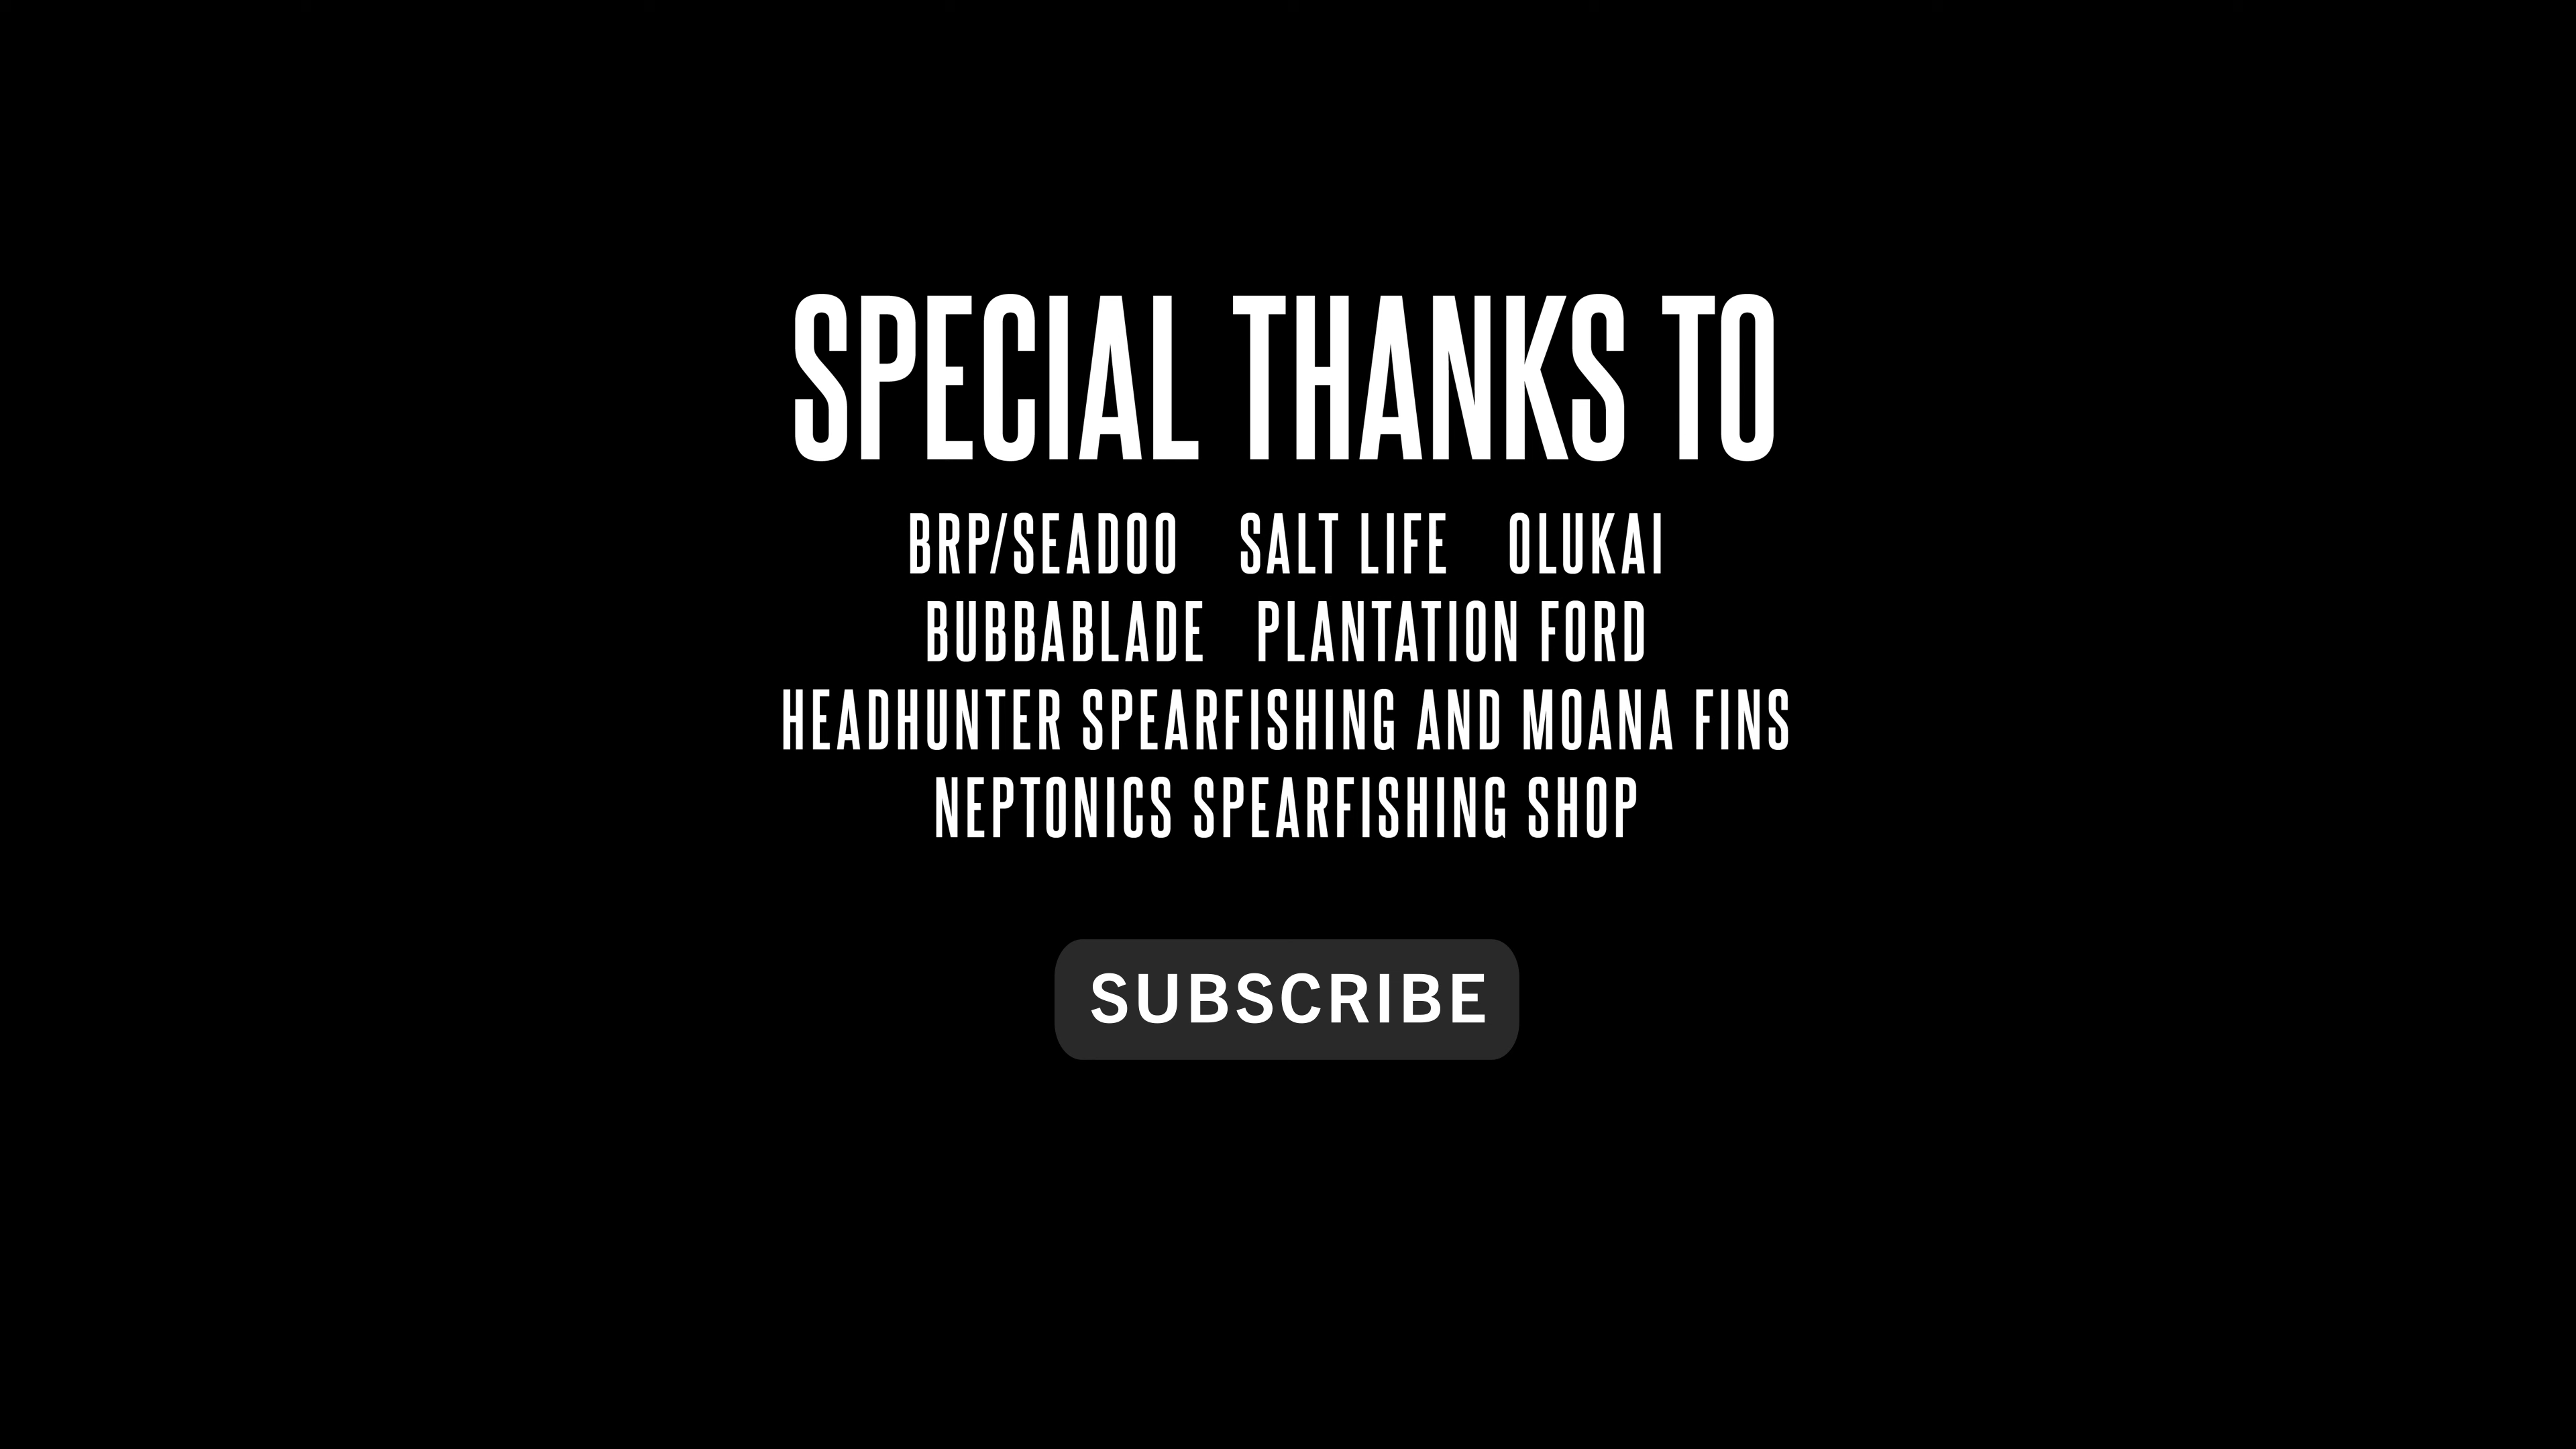 SPECIAL THANKS TO
BRP/SEADOO SALT LIFE OLUKAI
BUBBABLADE PLANTATION FORD
HEADHUNTER SPEARFISHING AND MOANA FINS
NEPTONICS SPEARFISHING SHOP
SUBSCRIBE